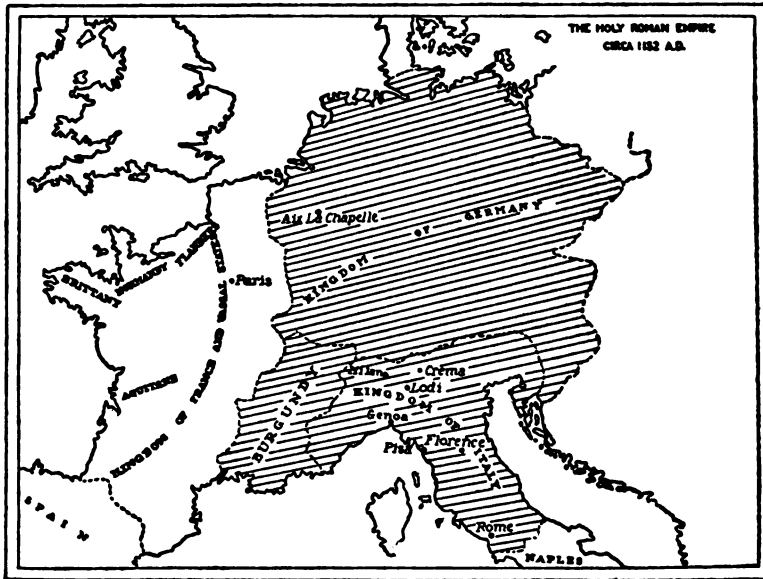 THE HOLY ROMAN EMPIRE
CIRCA 1152 A.D.
Aix La Chapelle
KINGDOM OF GERMANY
BRITTANY
NORMANDY
FLANDERS
Paris
KINGDOM OF FRANCE AND VASSAL STATES
AQUITAINE
BURGUNDY
Milano
Crema
Lodi
KINGDOM OF ITALY
Genoa
Pisa
Florence
Rome
SPAIN
NAPLES